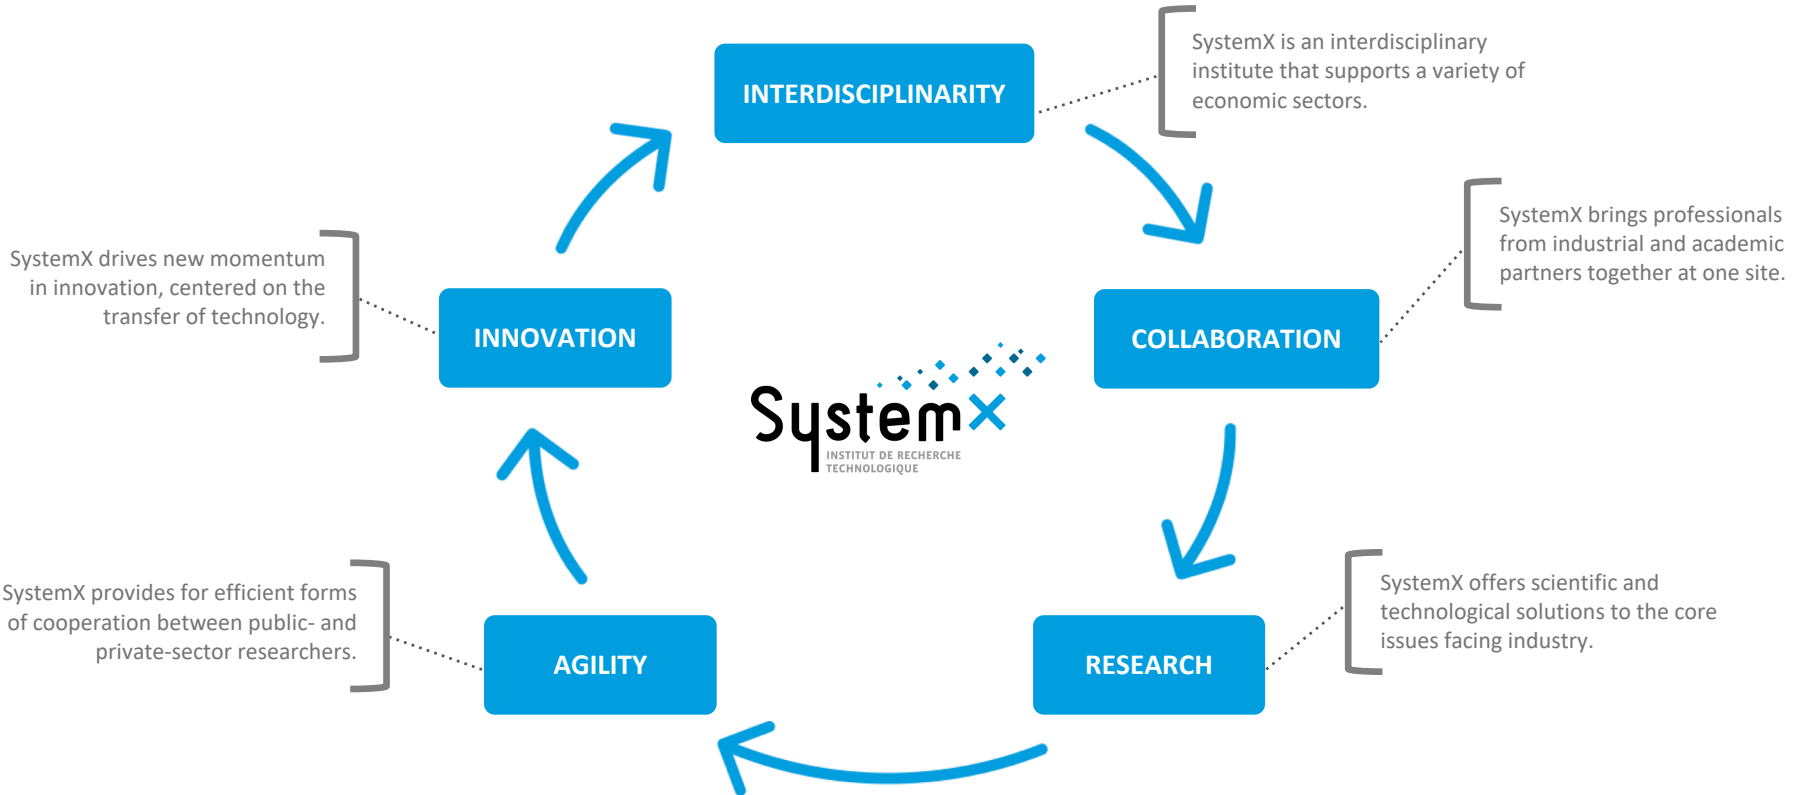 INTERDISCIPLINARITY
SystemX is an interdisciplinary
institute that supports a variety of
economic sectors.
COLLABORATION
SystemX brings professionals
from industrial and academic
partners together at one site.
RESEARCH
SystemX offers scientific and
technological solutions to the core
issues facing industry.
AGILITY
SystemX provides for efficient forms
of cooperation between public- and
private-sector researchers.
INNOVATION
SystemX drives new momentum
in innovation, centered on the
transfer of technology.
SystemX
INSTITUT DE RECHERCHE
TECHNOLOGIQUE